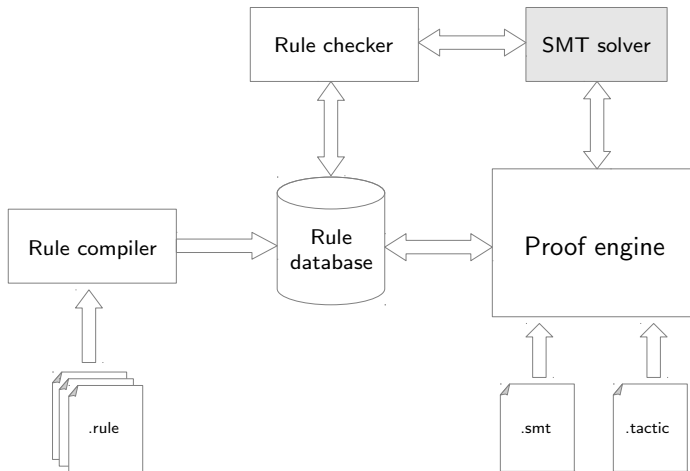 Rule checker
SMT solver
Rule compiler
Rule
database
Proof engine
.rule
.smt
.tactic